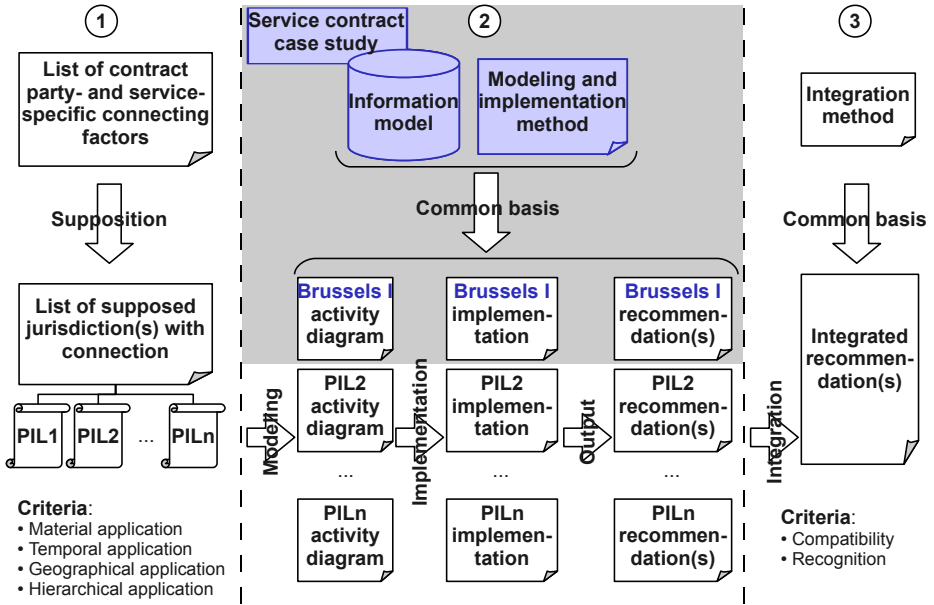 1
List of contract
party- and service-
specific connecting
factors
Supposition
List of supposed
jurisdiction(s) with
connection
PIL1
PIL2
...
PILn
Criteria:
• Material application
• Temporal application
• Geographical application
• Hierarchical application
2
Service contract
case study
Information
model
Modeling and
implementation
method
Common basis
Modeling
Brussels I
activity
diagram
PIL2
activity
diagram
...
PILn
activity
diagram
Implementation
Brussels I
implemen-
tation
PIL2
implemen-
tation
...
PILn
implemen-
tation
Output
Brussels I
recommen-
dation(s)
PIL2
recommen-
dation(s)
...
PILn
recommen-
dation(s)
3
Integration
method
Common basis
Integration
Integrated
recommen-
dation(s)
Criteria:
• Compatibility
• Recognition